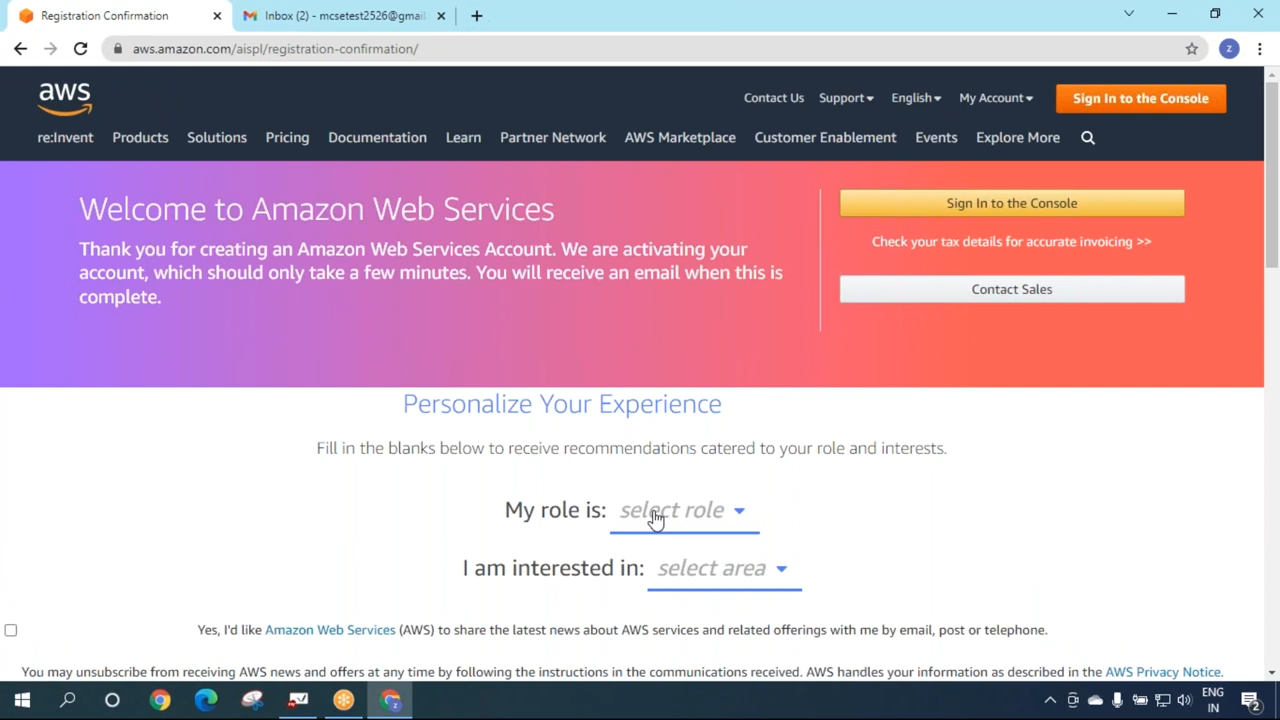 Registration Confirmation
Inbox (2) - mcsetest2526@gmail
aws.amazon.com/aispl/registration-confirmation/
z
aws
Contact Us Support English My Account Sign In to the Console
re:Invent Products Solutions Pricing Documentation Learn Partner Network AWS Marketplace Customer Enablement Events Explore More
Welcome to Amazon Web Services
Thank you for creating an Amazon Web Services Account. We are activating your
account, which should only take a few minutes. You will receive an email when this is
complete.
Sign In to the Console
Check your tax details for accurate invoicing >>
Contact Sales
Personalize Your Experience
Fill in the blanks below to receive recommendations catered to your role and interests.
My role is: select role
I am interested in: select area
Yes, I'd like Amazon Web Services (AWS) to share the latest news about AWS services and related offerings with me by email, post or telephone.
You may unsubscribe from receiving AWS news and offers at any time by following the instructions in the communications received. AWS handles your information as described in the AWS Privacy Notice.
ENG
IN
2